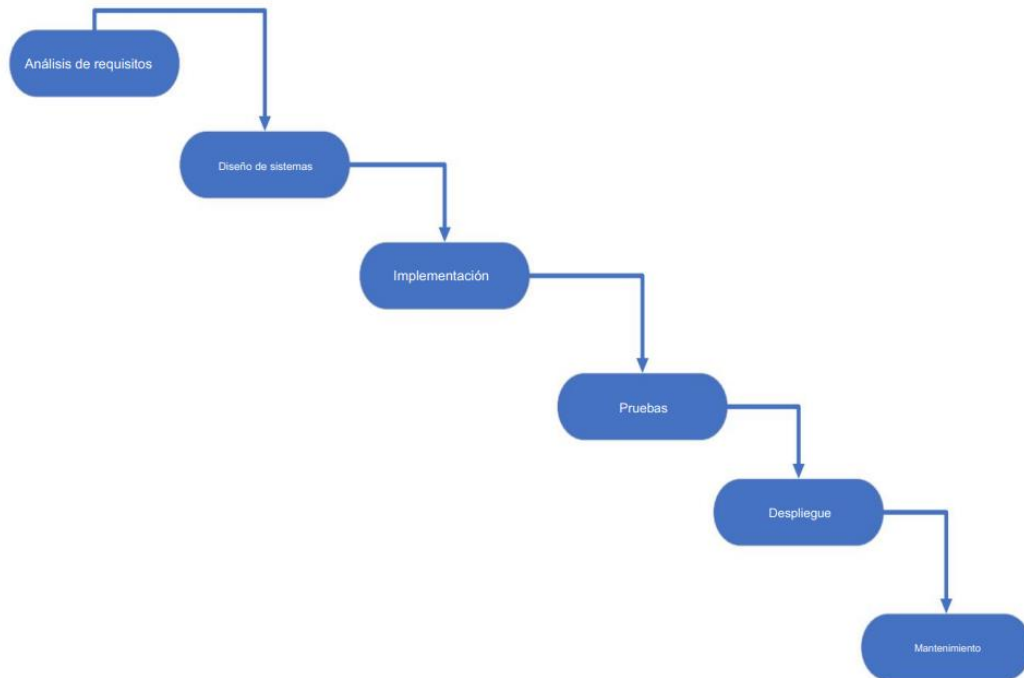 Análisis de requisitos
Diseño de sistemas
Implementación
Pruebas
Despliegue
Mantenimiento